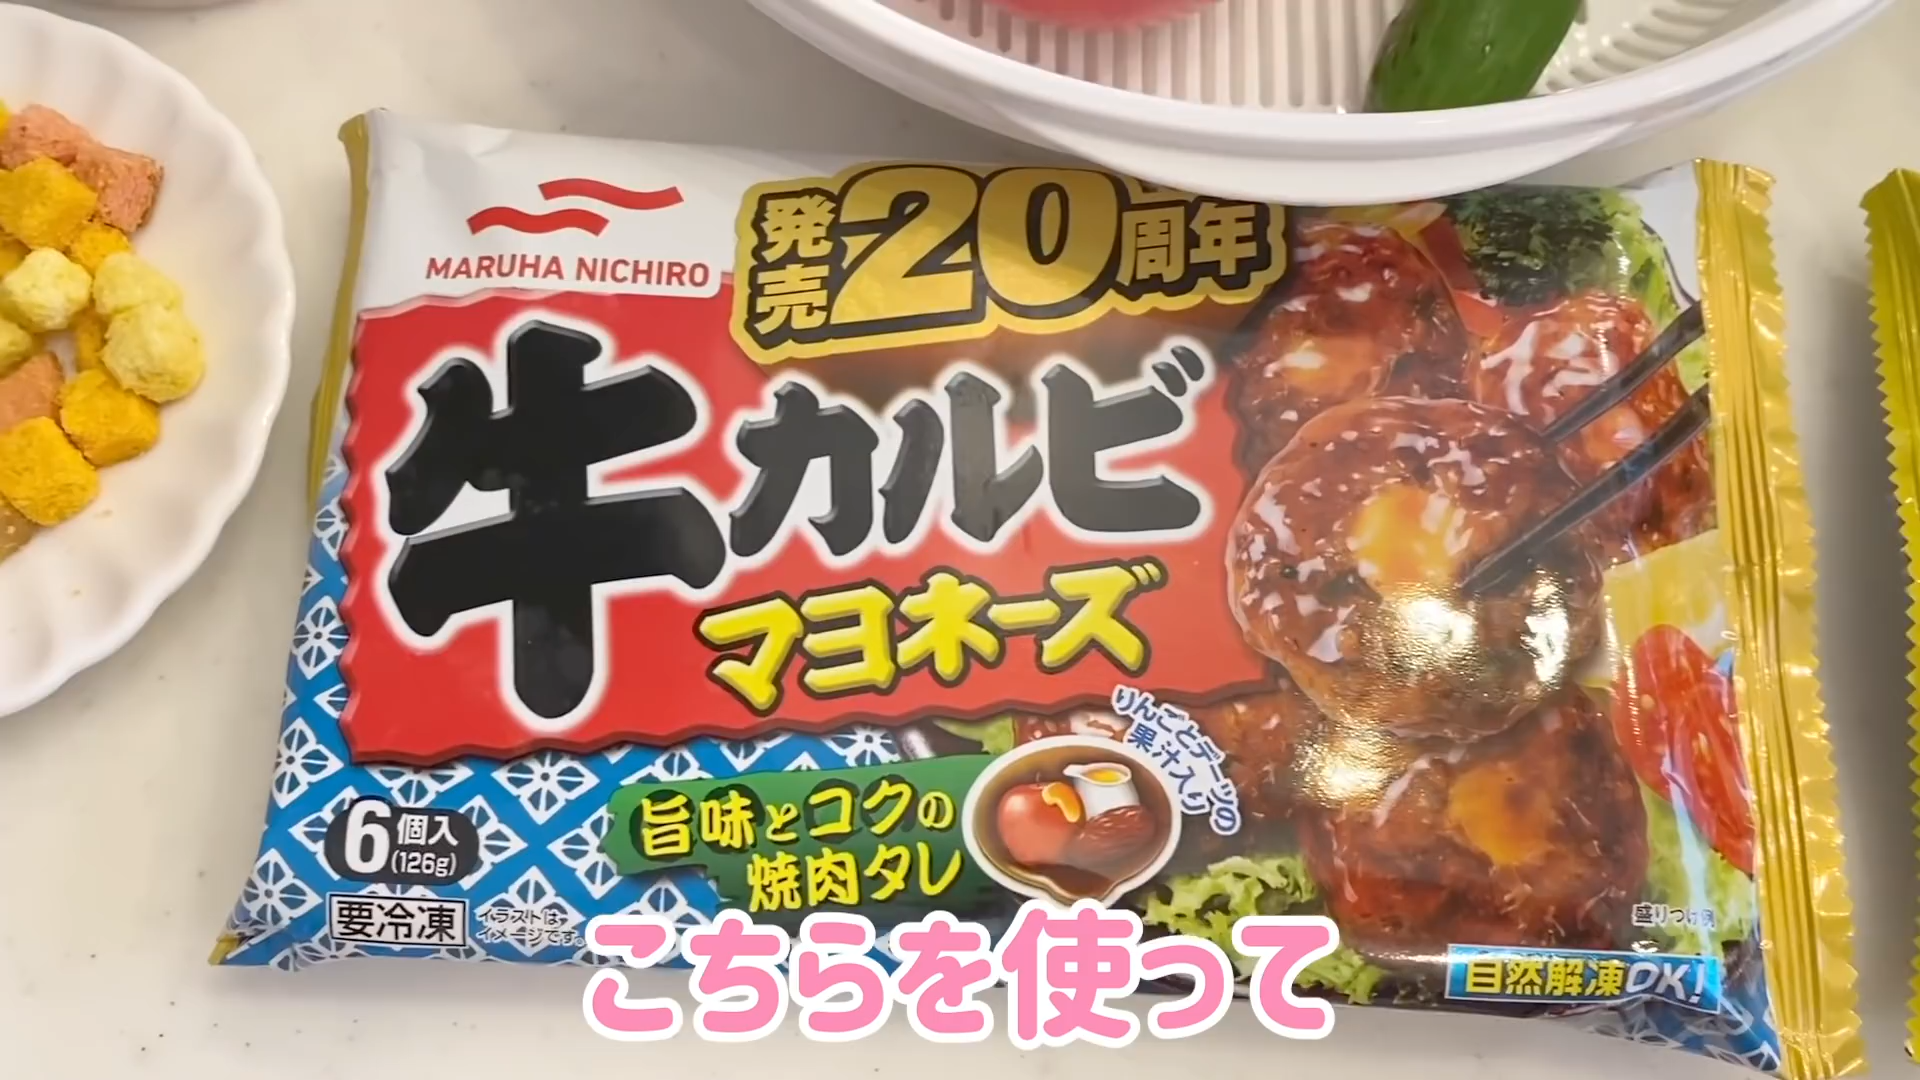 MARUHA NICHIRO
発売20周年
牛カルビ
マヨネーズ
りんごとデーツの
果汁入り
旨味とコクの
焼肉タレ
6個入
(126g)
要冷凍
イラストは、
イメージです。
盛りつけ例
自然解凍OK!
こちらを使って